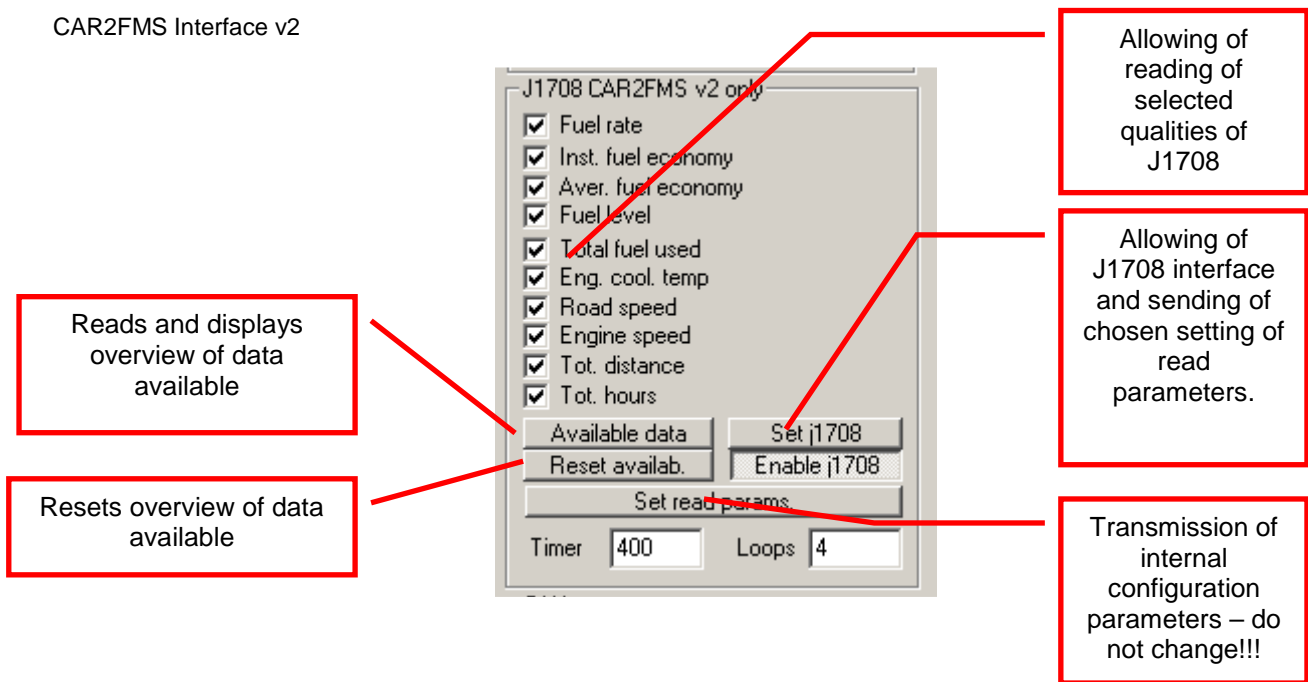 CAR2FMS Interface v2
Allowing of
reading of
selected
qualities of
J1708
J1708 CAR2FMS v2 only
Fuel rate
Inst. fuel economy
Aver. fuel economy
Fuel level
Total fuel used
Eng. cool. temp
Road speed
Engine speed
Tot. distance
Tot. hours
Available data
Set j1708
Reset availab.
Enable j1708
Set read params.
Timer 400 Loops 4
Allowing of
J1708 interface
and sending of
chosen setting of
read
parameters.
Reads and displays
overview of data
available
Resets overview of data
available
Transmission of
internal
configuration
parameters – do
not change!!!